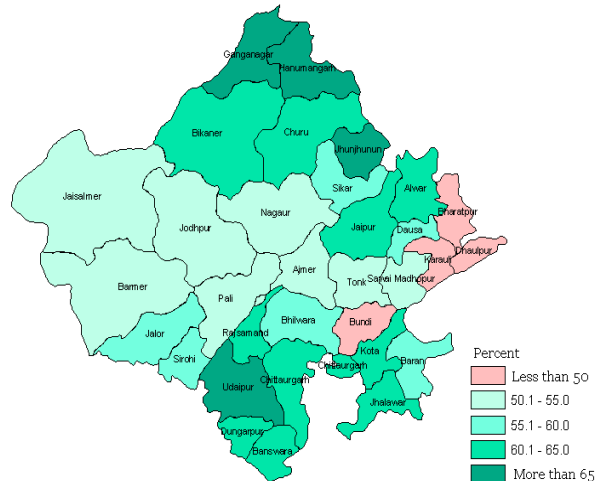 Ganganagar
Hanumangarh
Bikaner
Churu
Jhunjhunun
Sikar
Alwar
Jaisalmer
Bharatpur
Nagaur
Jaipur
Dausa
Jodhpur
Dhaulpur
Karauli
Ajmer
Tonk
Sawai Madhopur
Barmer
Pali
Bundi
Bhilwara
Rajsamand
Jalor
Kota
Baran
Sirohi
Chittaurgarh
Chittaurgarh
Udaipur
Jhalawar
Dungarpur
Banswara
Percent
Less than 50
50.1 - 55.0
55.1 - 60.0
60.1 - 65.0
More than 65